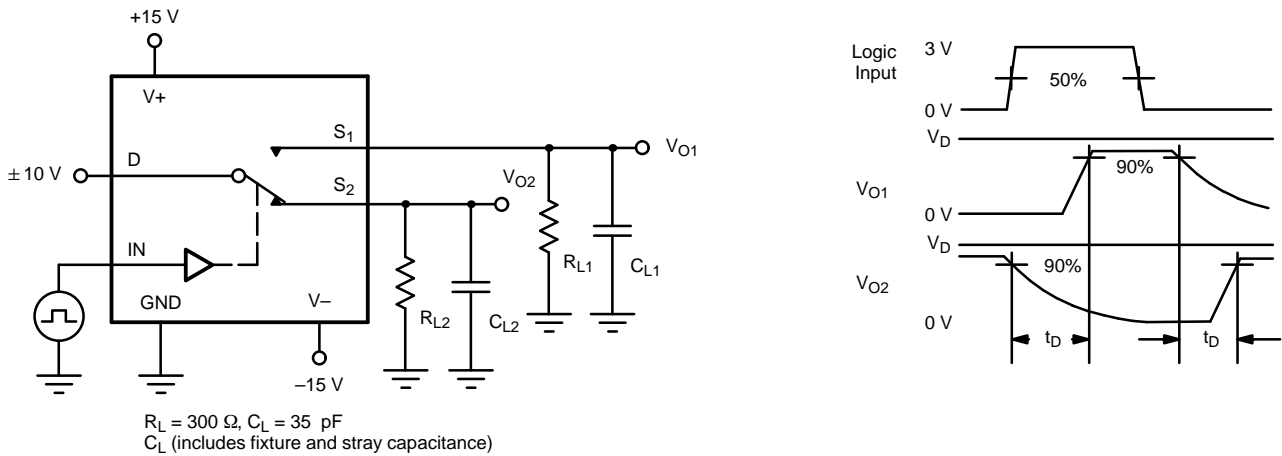 +15 V
V+
± 10 V
D
S1
VO1
S2
VO2
IN
GND
V–
–15 V
RL2
CL2
RL1
CL1
RL = 300 Ω, CL = 35 pF
CL (includes fixture and stray capacitance)
Logic
Input
3 V
50%
0 V
VD
VO1
90%
0 V
VD
VO2
90%
0 V
tD
tD